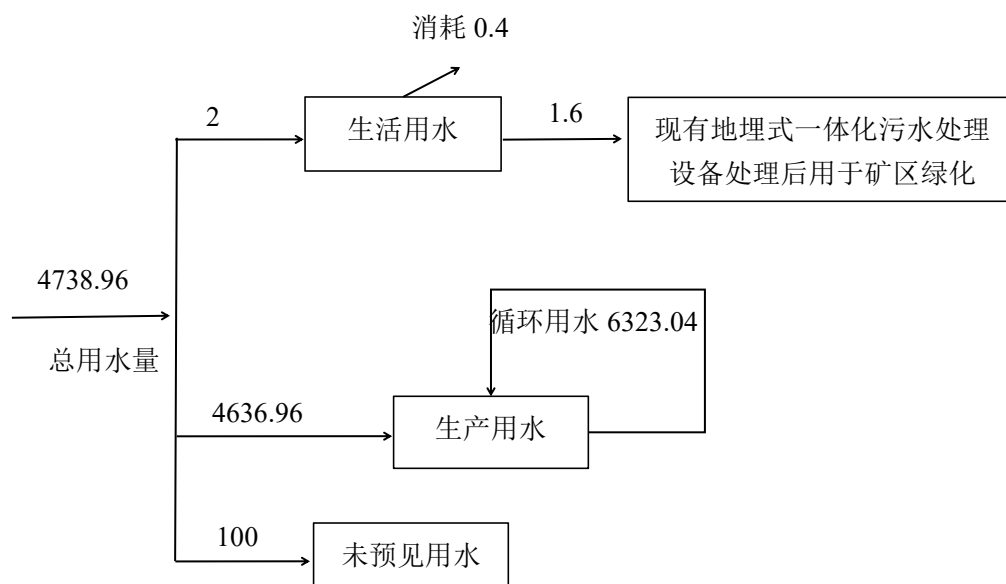 消耗 0.4
2
生活用水
1.6
现有地埋式一体化污水处理
设备处理后用于矿区绿化
4738.96
总用水量
循环用水 6323.04
4636.96
生产用水
100
未预见用水